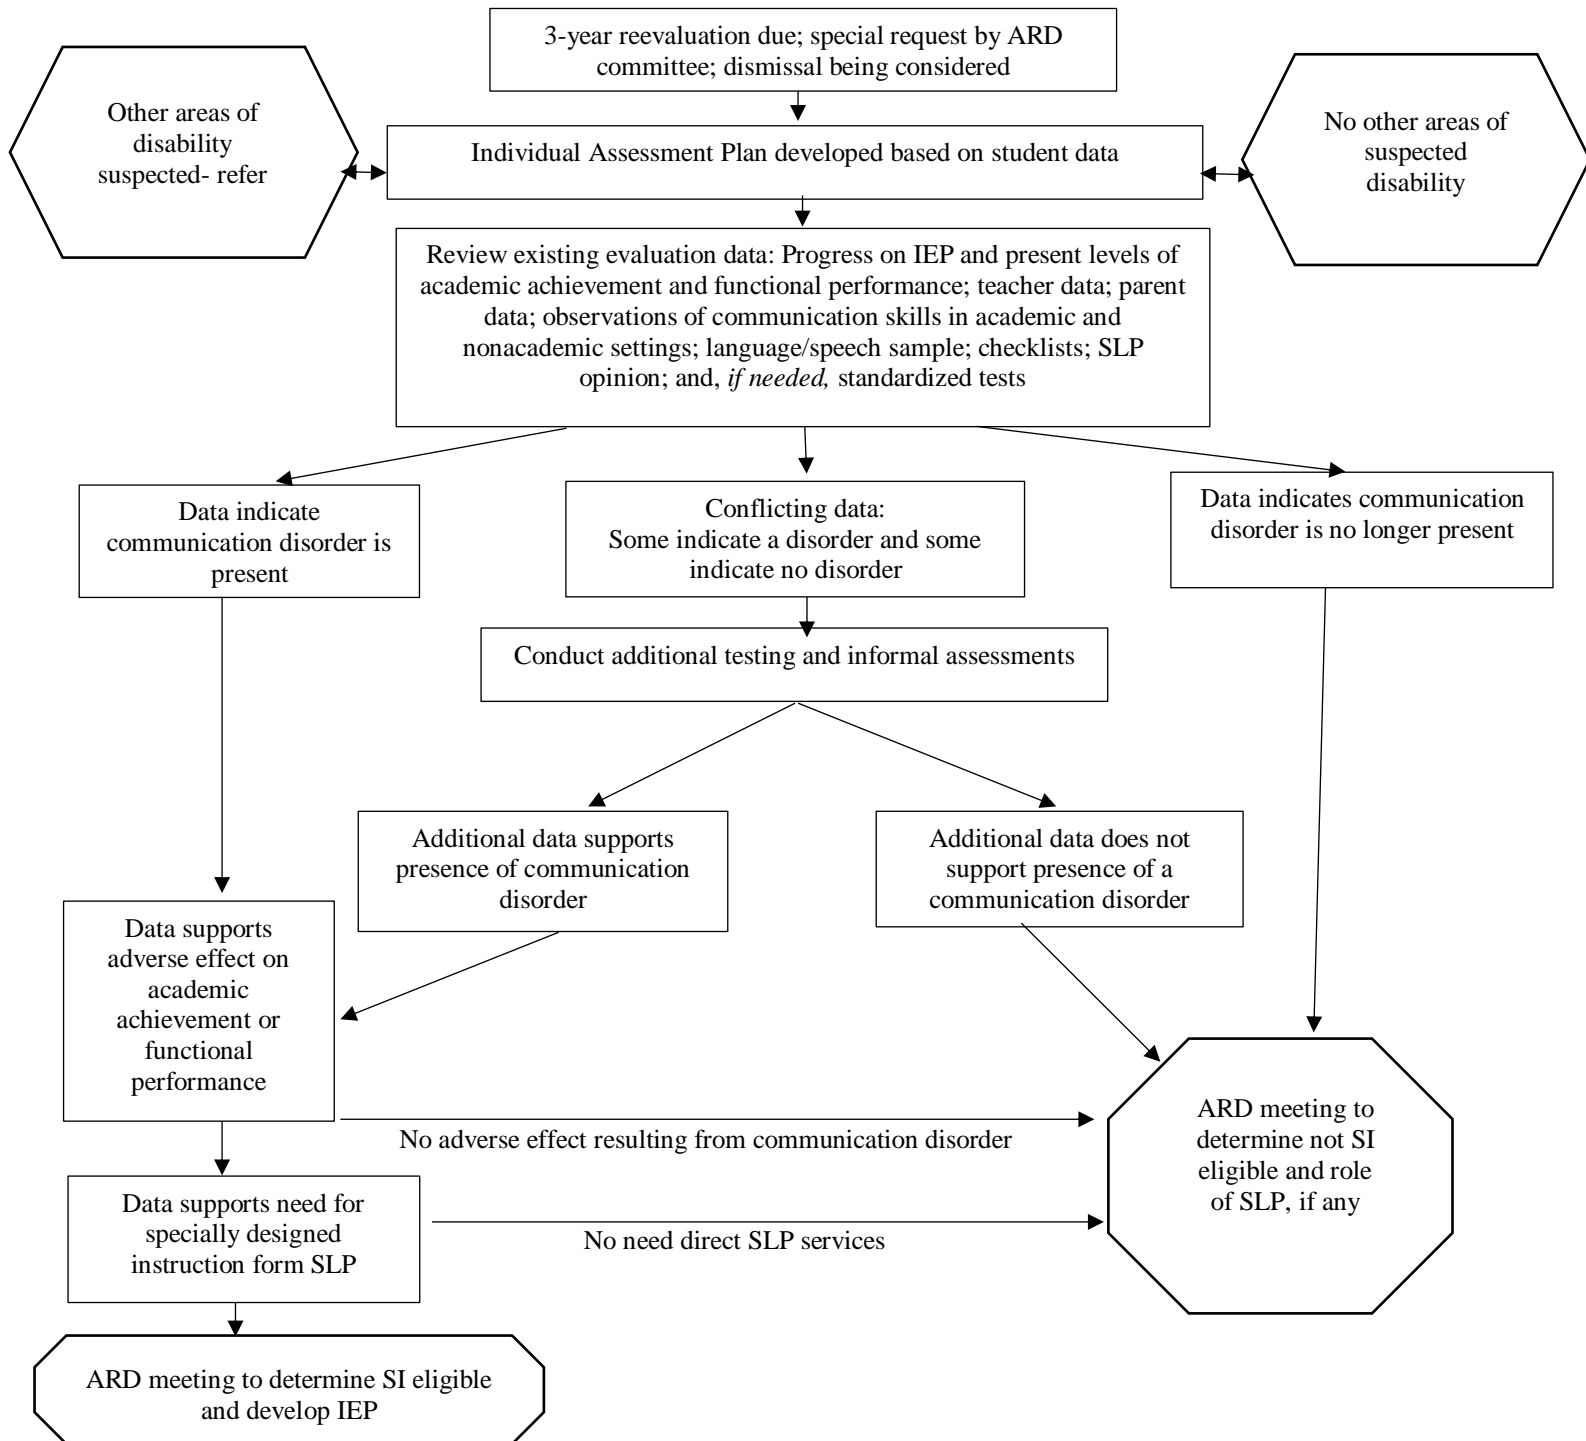 3-year reevaluation due; special request by ARD
committee; dismissal being considered
Other areas of
disability
suspected- refer
Individual Assessment Plan developed based on student data
No other areas of
suspected
disability
Review existing evaluation data: Progress on IEP and present levels of
academic achievement and functional performance; teacher data; parent
data; observations of communication skills in academic and
nonacademic settings; language/speech sample; checklists; SLP
opinion; and, if needed, standardized tests
Data indicate
communication disorder is
present
Conflicting data:
Some indicate a disorder and some
indicate no disorder
Data indicates communication
disorder is no longer present
Conduct additional testing and informal assessments
Additional data supports
presence of communication
disorder
Additional data does not
support presence of a
communication disorder
Data supports
adverse effect on
academic
achievement or
functional
performance
No adverse effect resulting from communication disorder
ARD meeting to
determine not SI
eligible and role
of SLP, if any
Data supports need for
specially designed
instruction form SLP
No need direct SLP services
ARD meeting to determine SI eligible
and develop IEP